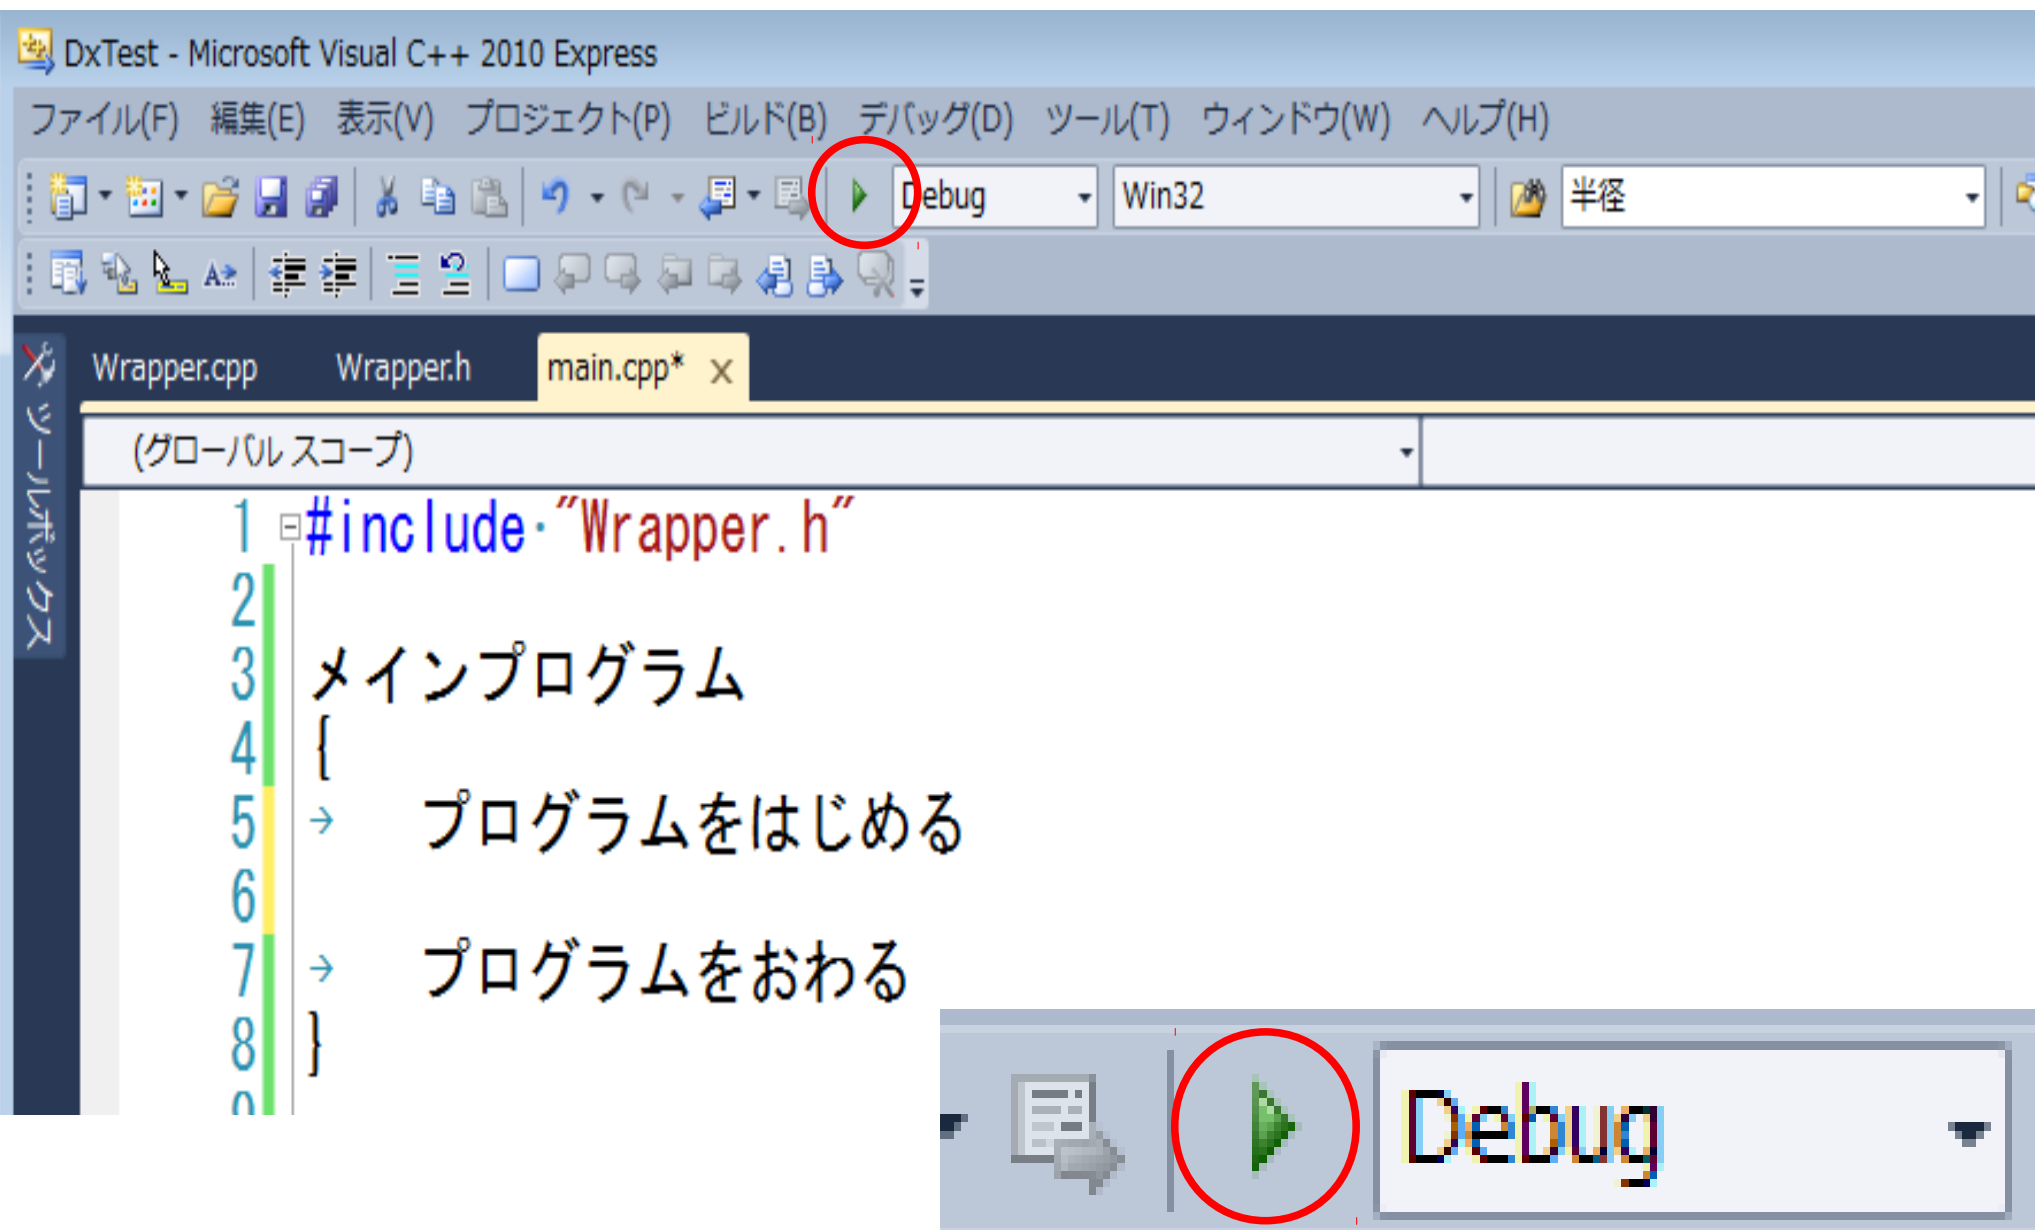 DxTest - Microsoft Visual C++ 2010 Express
ファイル(F) 編集(E) 表示(V) プロジェクト(P) ビルド(B) デバッグ(D) ツール(T) ウィンドウ(W) ヘルプ(H)
Debug Win32 半径
Wrapper.cpp Wrapper.h main.cpp* x
ツールボックス
(グローバル スコープ)
1 #include "Wrapper.h"
2
3 メインプログラム
4 {
5 プログラムをはじめる
6
7 プログラムをおわる
8 }
9
Debug